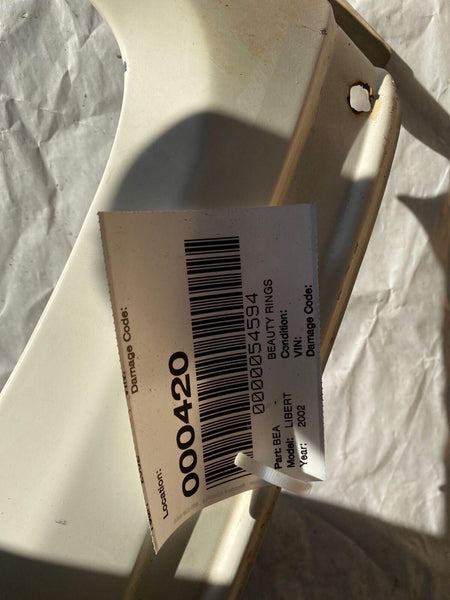 Damage Code:
Location:
000420
0000054594
Part: BEA - BEAUTY RINGS
Model: LIBERT Condition:
Year: 2002 VIN:
Damage Code: